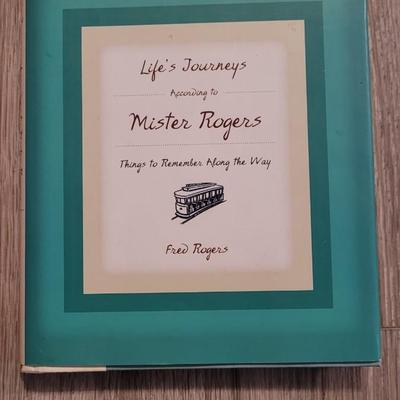 Life's Journeys
According to
Mister Rogers
Things to Remember Along the Way
Fred Rogers